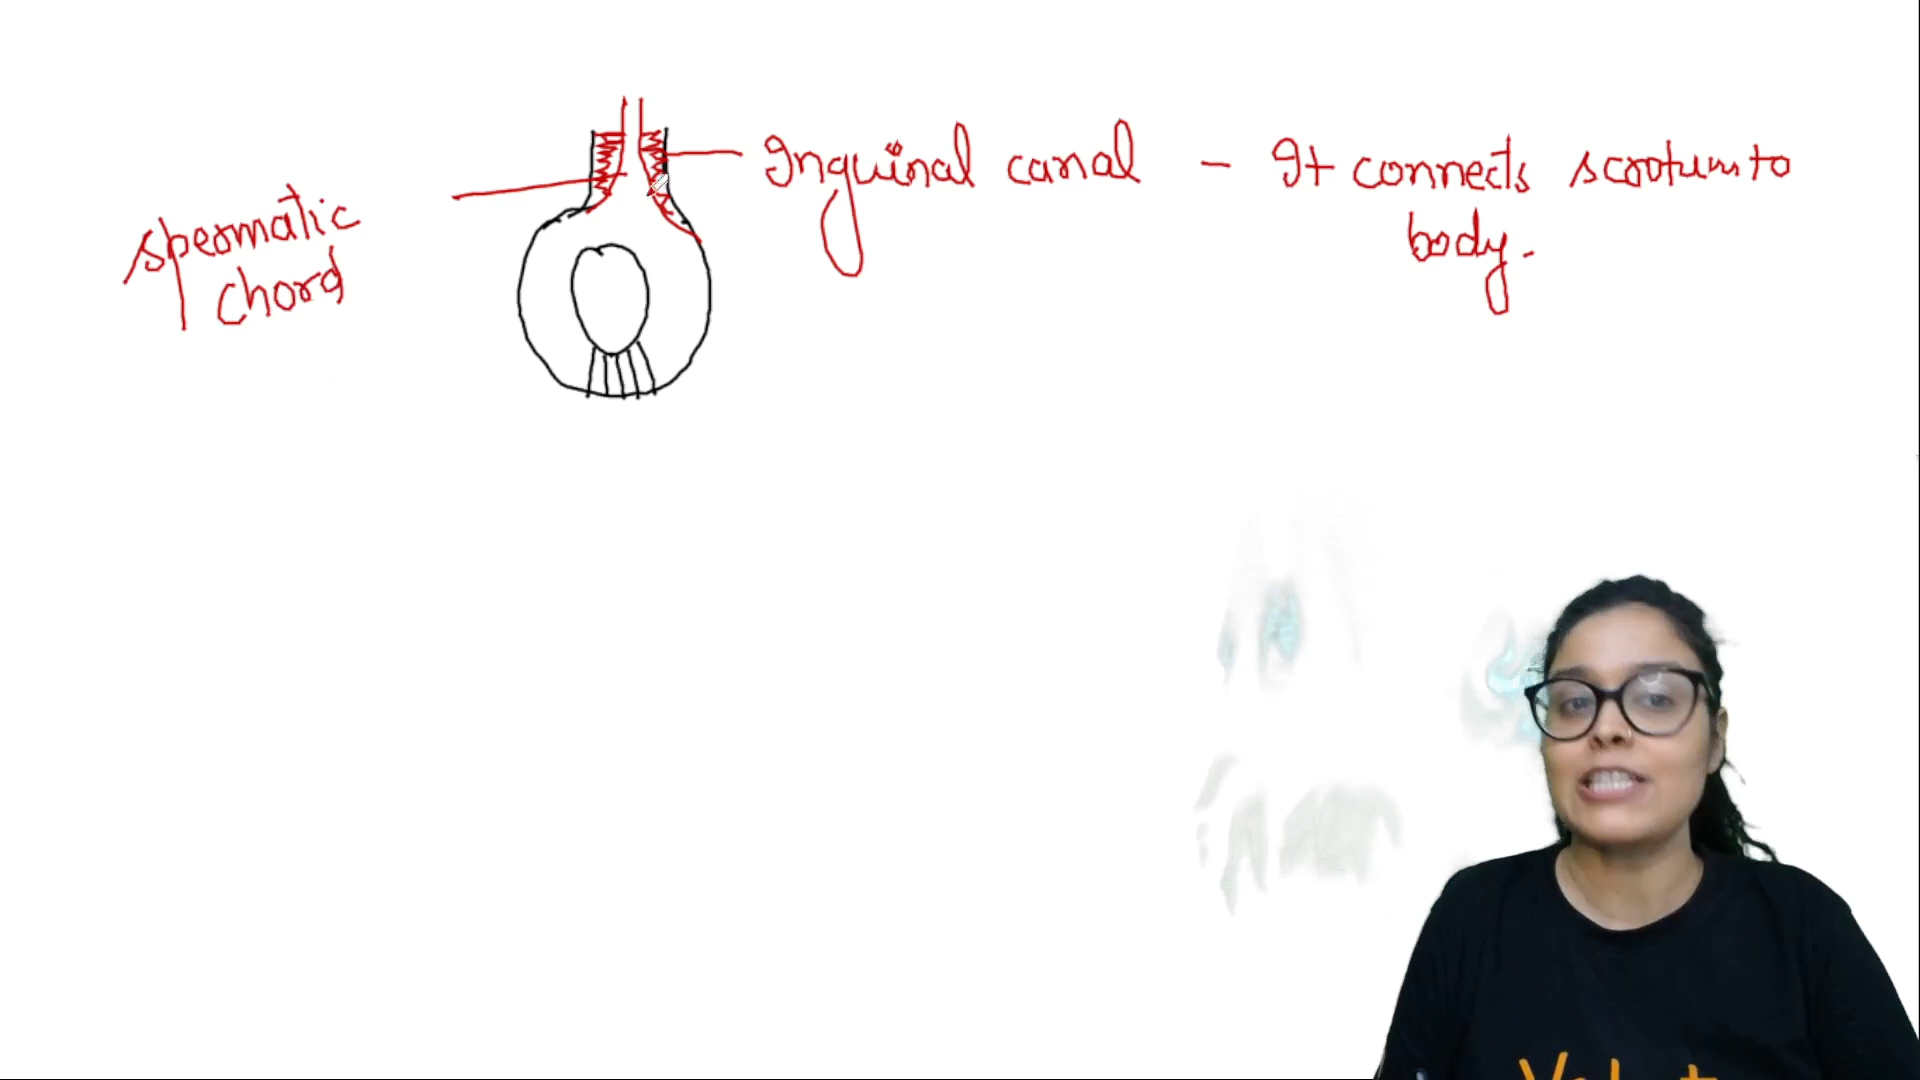 Inguinal canal - It connects scrotum to
body.
spermatic
chord